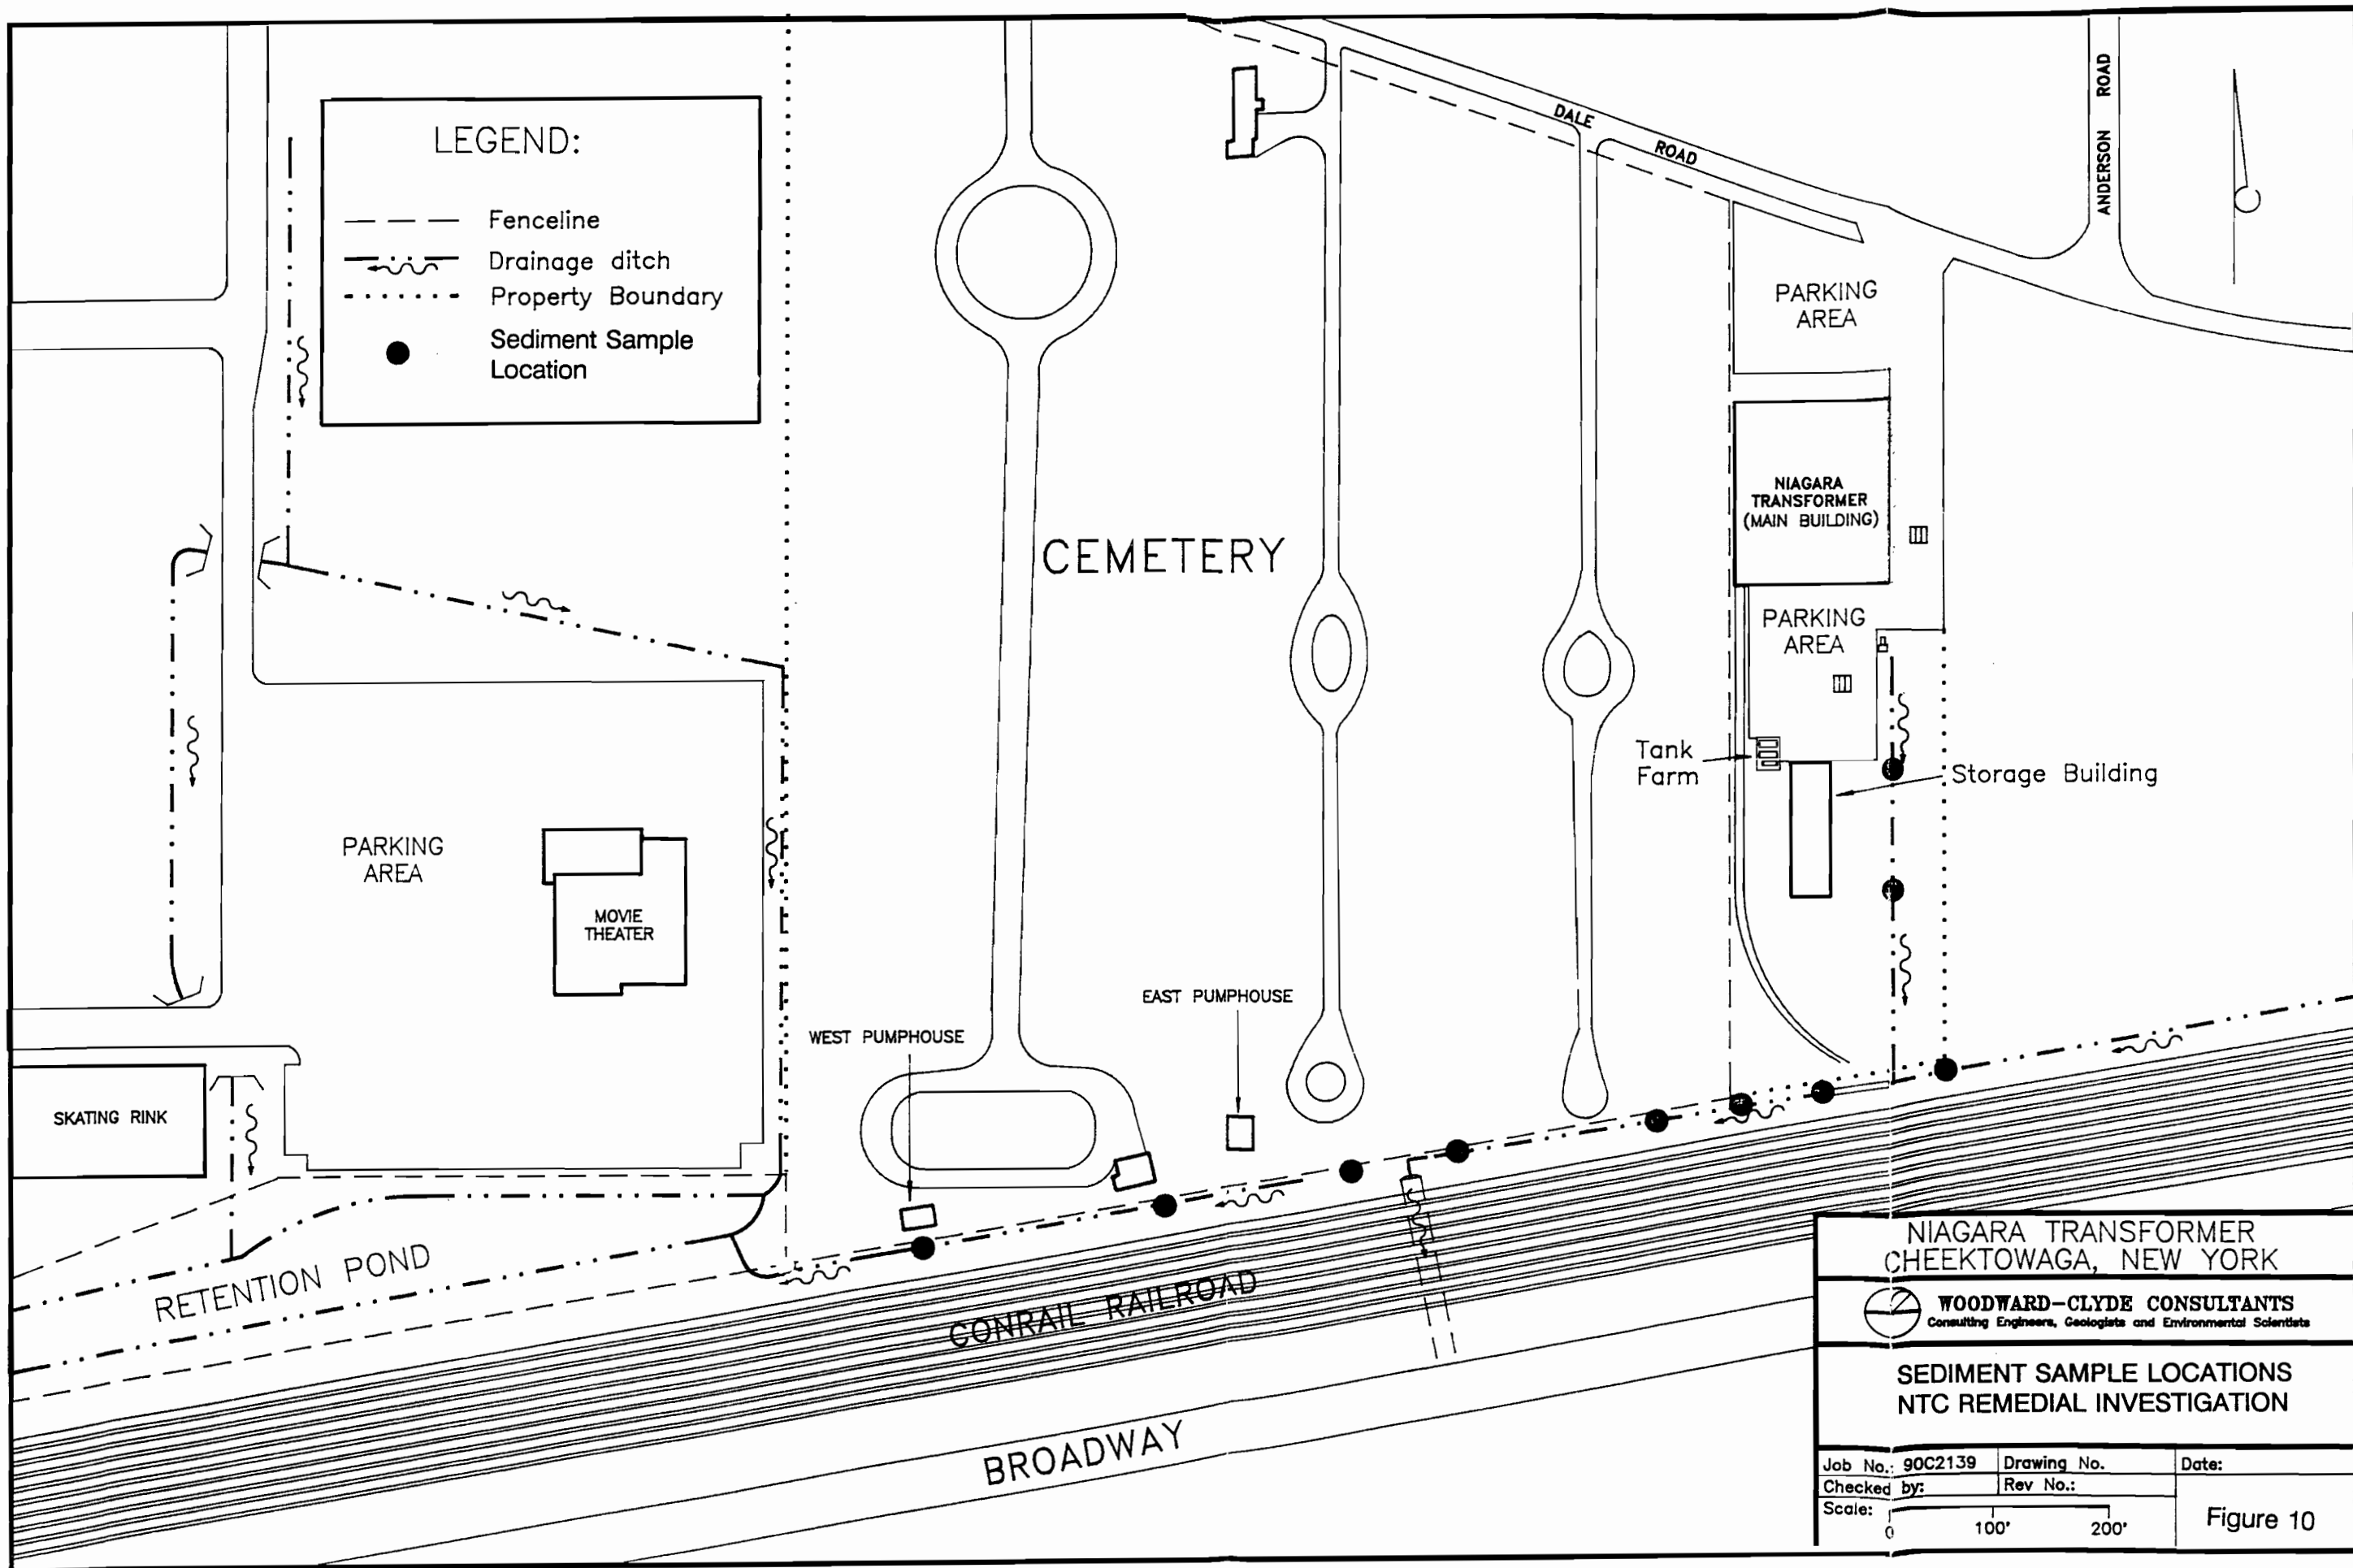 LEGEND:
Fenceline
Drainage ditch
Property Boundary
Sediment Sample
Location
DALE
ROAD
ANDERSON ROAD
PARKING
AREA
NIAGARA
TRANSFORMER
(MAIN BUILDING)
CEMETERY
PARKING
AREA
Tank
Farm
Storage Building
PARKING
AREA
MOVIE
THEATER
EAST PUMPHOUSE
WEST PUMPHOUSE
SKATING RINK
RETENTION POND
CONRAIL RAILROAD
BROADWAY
NIAGARA TRANSFORMER
CHEEKTOWAGA, NEW YORK
WOODWARD-CLYDE CONSULTANTS
Consulting Engineers, Geologists and Environmental Scientists
SEDIMENT SAMPLE LOCATIONS
NTC REMEDIAL INVESTIGATION
Job No.: 90C2139 Drawing No. Date:
Checked by: Rev No.:
Scale:
0 100' 200'
Figure 10